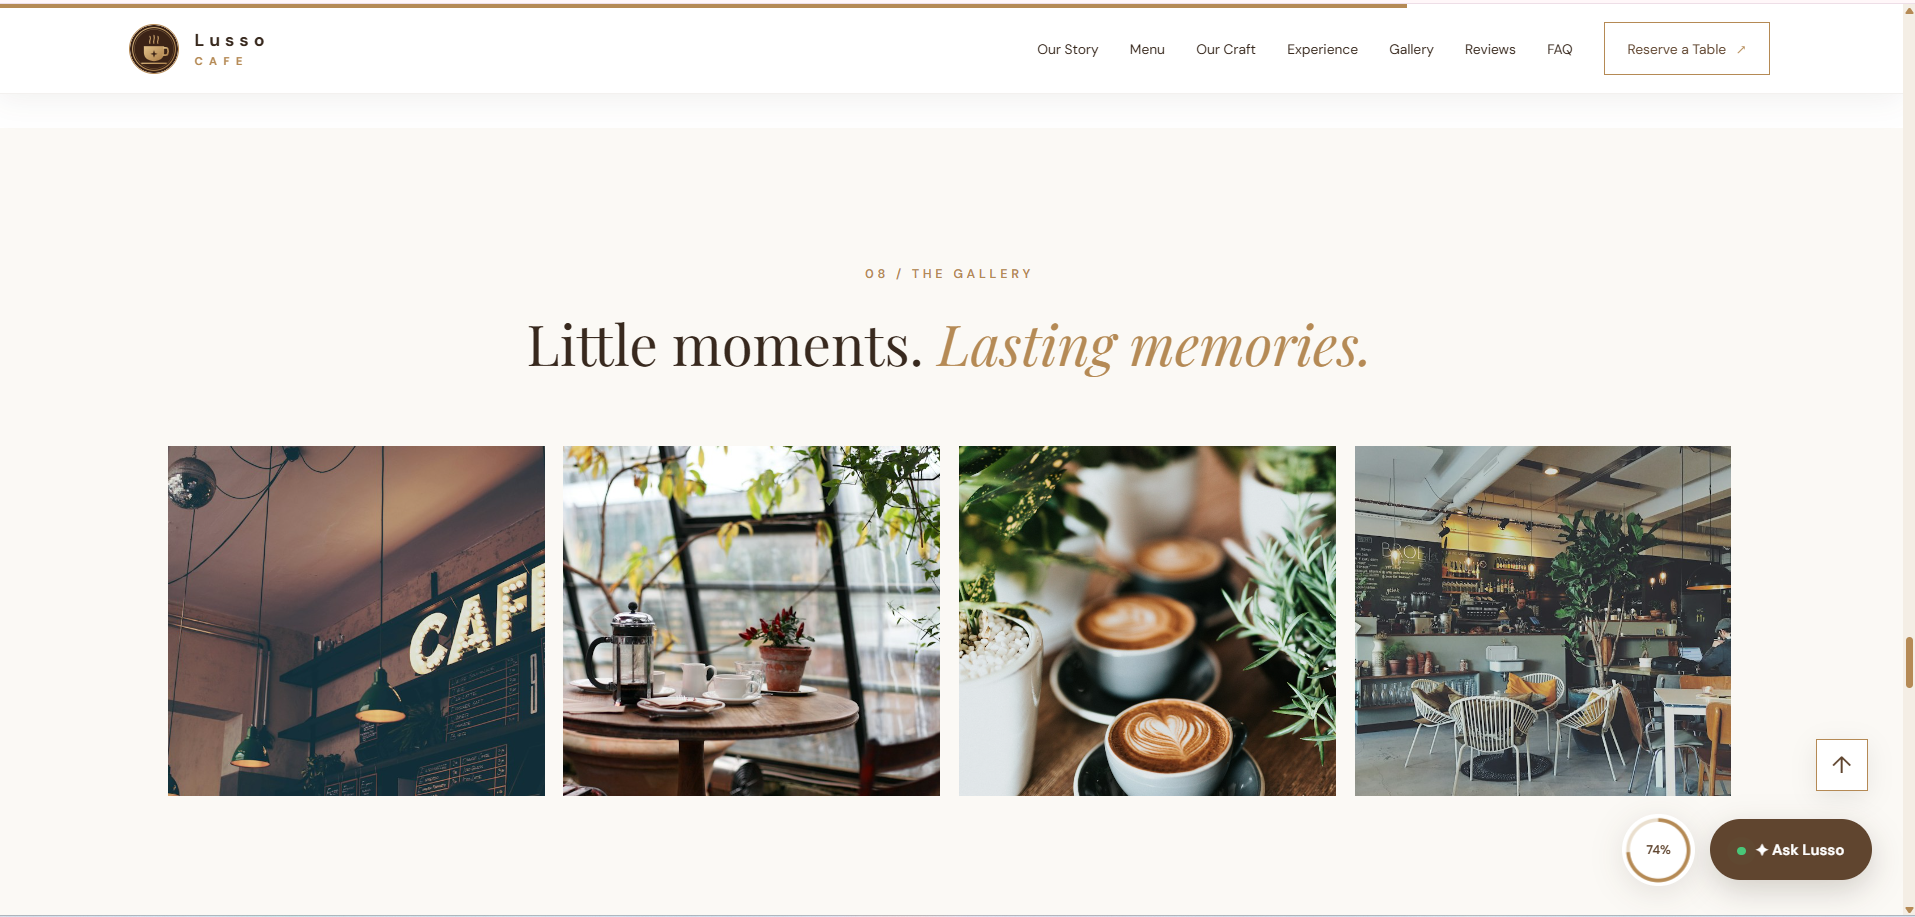 Lusso
CAFE
Our Story
Menu
Our Craft
Experience
Gallery
Reviews
FAQ
Reserve a Table ↗
08 / THE GALLERY
Little moments. Lasting memories.
CAFE
BROEI
74%
✦ Ask Lusso